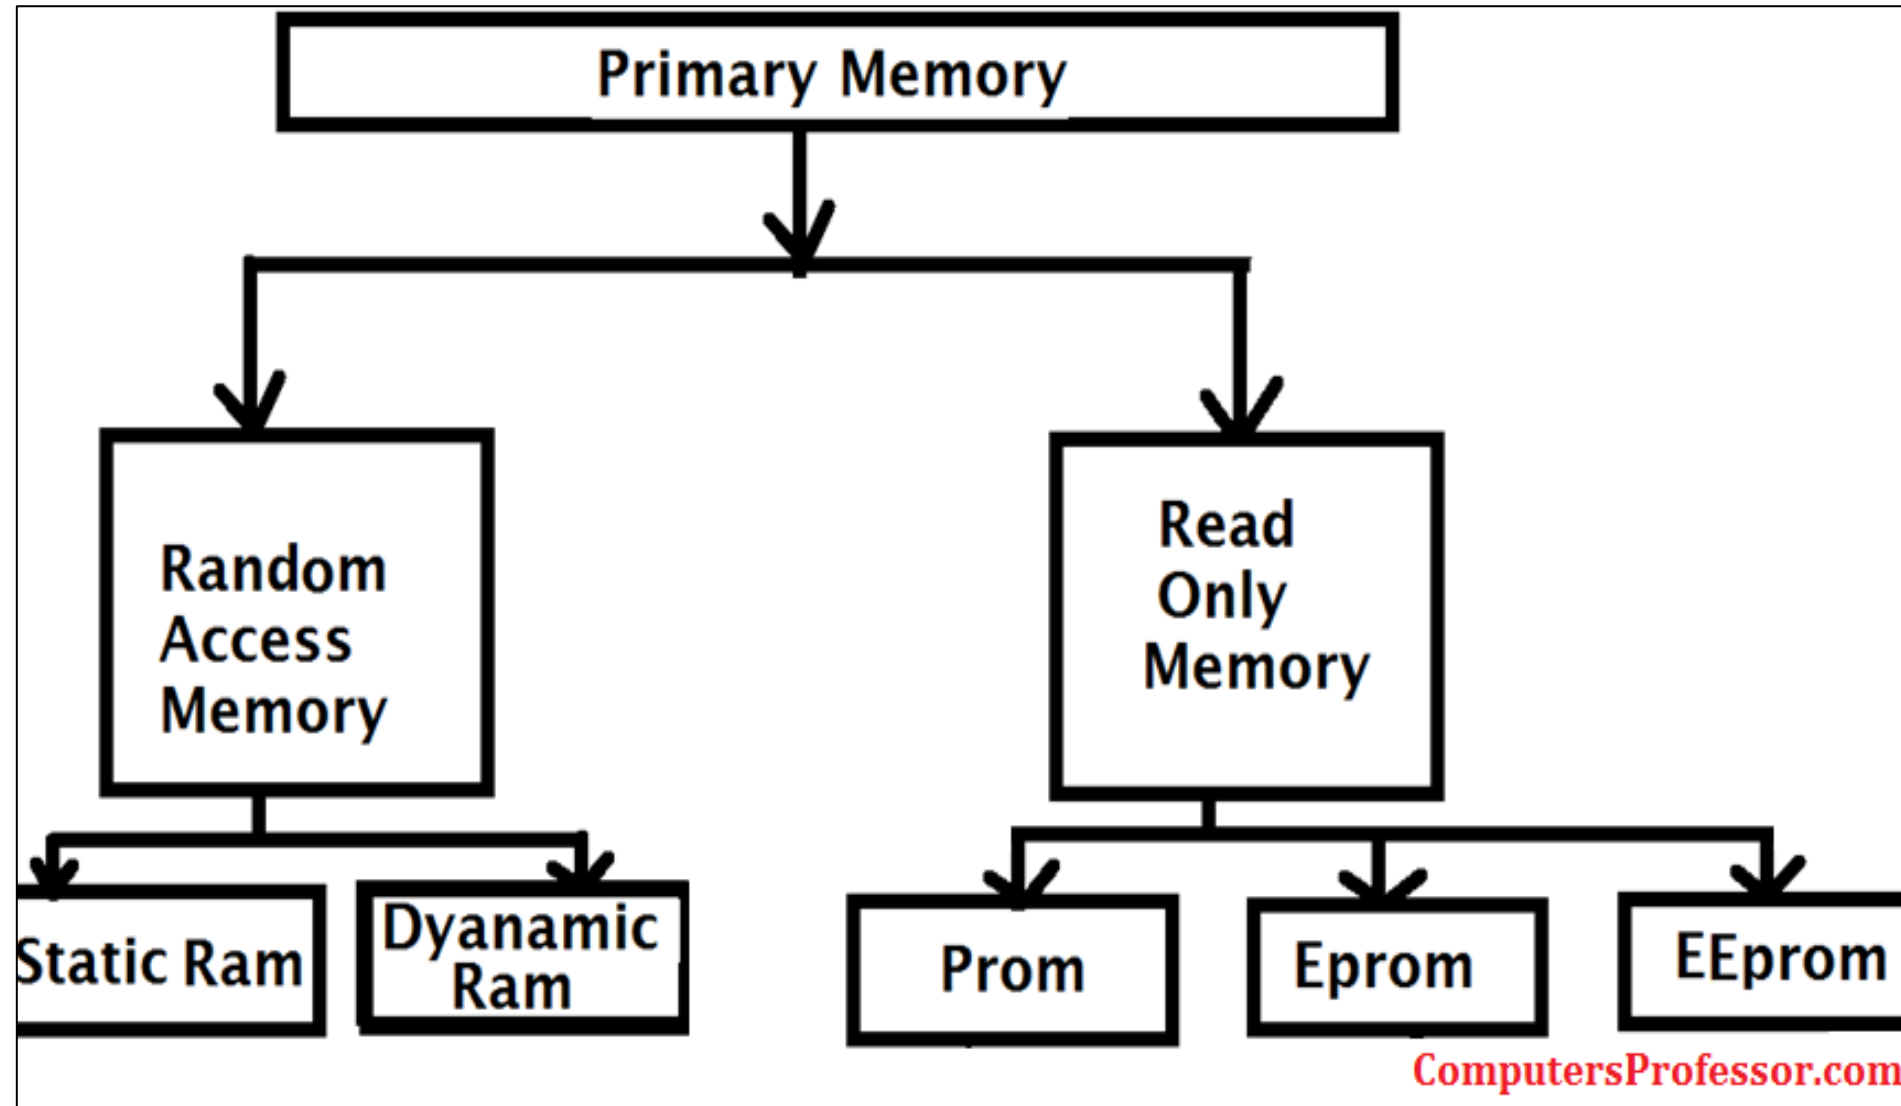 Primary Memory
Random
Access
Memory
Read
Only
Memory
Static Ram
Dyanamic
Ram
Prom
Eprom
EEprom
ComputersProfessor.com